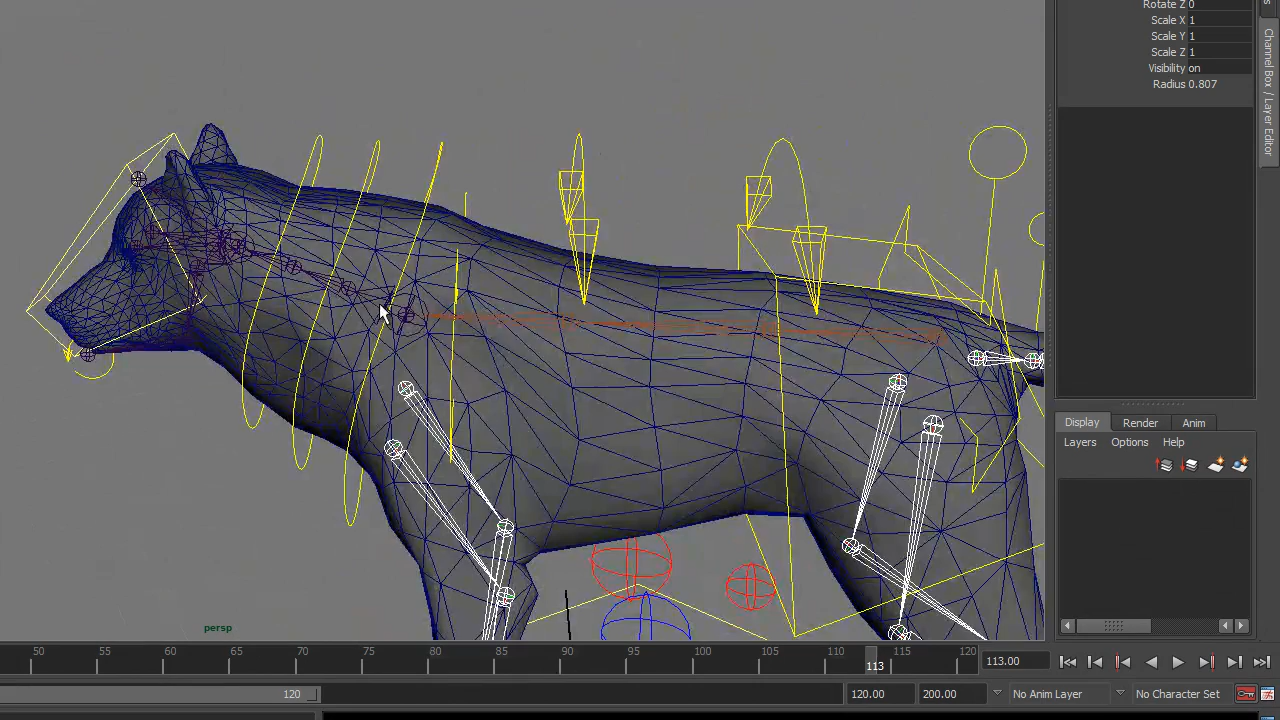 Rotate Z 0
Scale X 1
Scale Y 1
Scale Z 1
Visibility on
Radius 0.807
Channel Box / Layer Editor
Display Render Anim
Layers Options Help
persp
50 55 60 65 70 75 80 85 90 95 100 105 110 113 115 120
113.00
120
120.00 200.00 No Anim Layer No Character Set